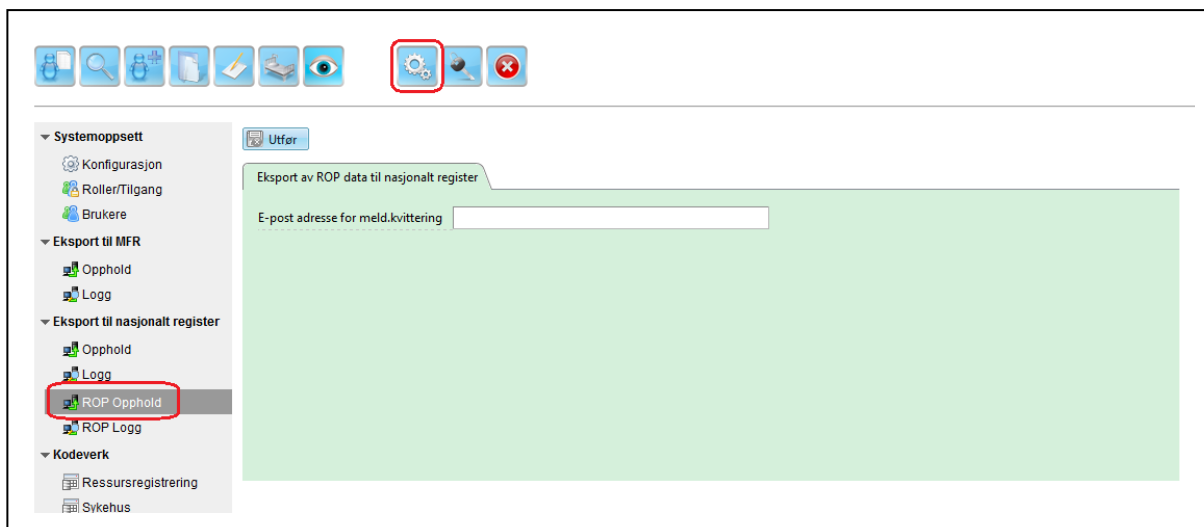 Systemoppsett
Konfigurasjon
Roller/Tilgang
Brukere
Eksport til MFR
Opphold
Logg
Eksport til nasjonalt register
Opphold
Logg
ROP Opphold
ROP Logg
Kodeverk
Ressursregistrering
Sykehus
Utfør
Eksport av ROP data til nasjonalt register
E-post adresse for meld.kvittering